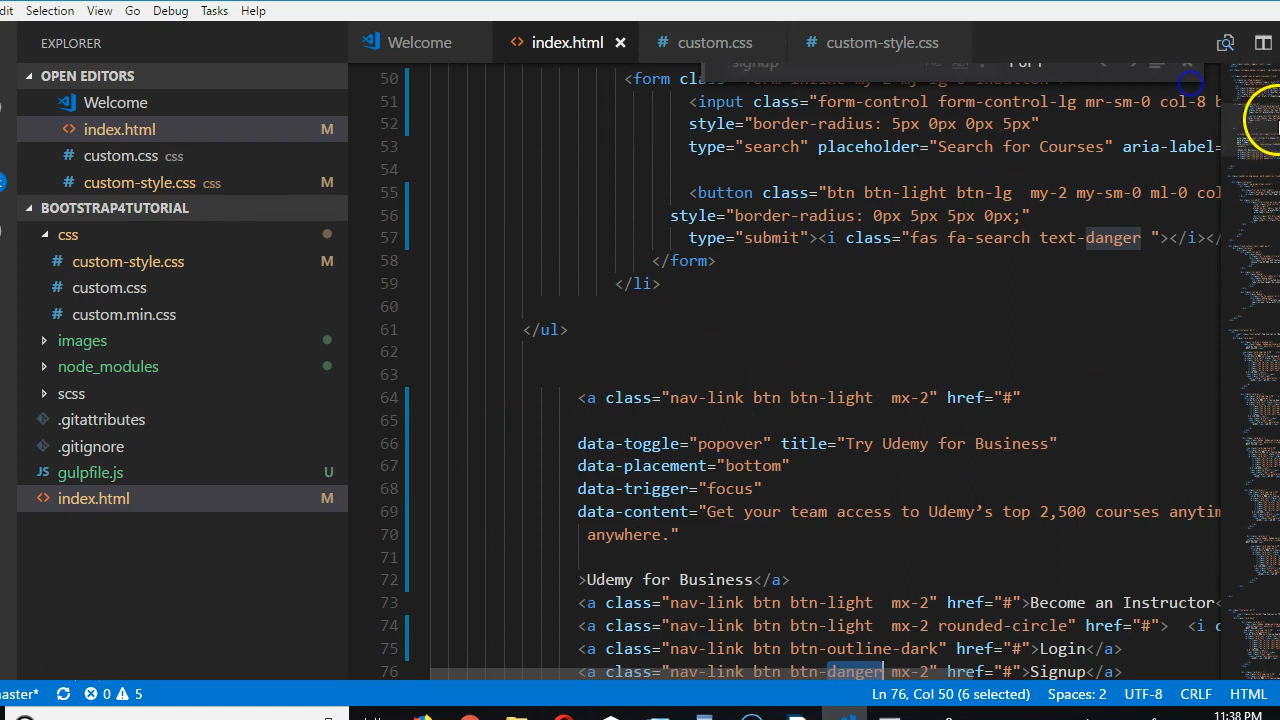 dit Selection View Go Debug Tasks Help
EXPLORER
Welcome
index.html
custom.css
custom-style.css
OPEN EDITORS
Welcome
index.html M
custom.css css
custom-style.css css M
BOOTSTRAP4TUTORIAL
css
custom-style.css M
custom.css
custom.min.css
images
node_modules
scss
.gitattributes
.gitignore
gulpfile.js U
index.html M
signup
50 <form
51 <input class="form-control form-control-lg mr-sm-0 col-8 b
52 style="border-radius: 5px 0px 0px 5px"
53 type="search" placeholder="Search for Courses" aria-label=
54
55 <button class="btn btn-light btn-lg  my-2 my-sm-0 ml-0 col
56 style="border-radius: 0px 5px 5px 0px;"
57 type="submit"><i class="fas fa-search text-danger "></i></
58 </form>
59 </li>
60
61 </ul>
62
63
64 <a class="nav-link btn btn-light  mx-2" href="#"
65
66 data-toggle="popover" title="Try Udemy for Business"
67 data-placement="bottom"
68 data-trigger="focus"
69 data-content="Get your team access to Udemy’s top 2,500 courses anytim
70 anywhere."
71
72 >Udemy for Business</a>
73 <a class="nav-link btn btn-light  mx-2" href="#">Become an Instructor<
74 <a class="nav-link btn btn-light  mx-2 rounded-circle" href="#">  <i c
75 <a class="nav-link btn btn-outline-dark" href="#">Login</a>
76 <a class="nav-link btn btn-danger mx-2" href="#">Signup</a>
master* 0 5 Ln 76, Col 50 (6 selected) Spaces: 2 UTF-8 CRLF HTML
11:38 PM